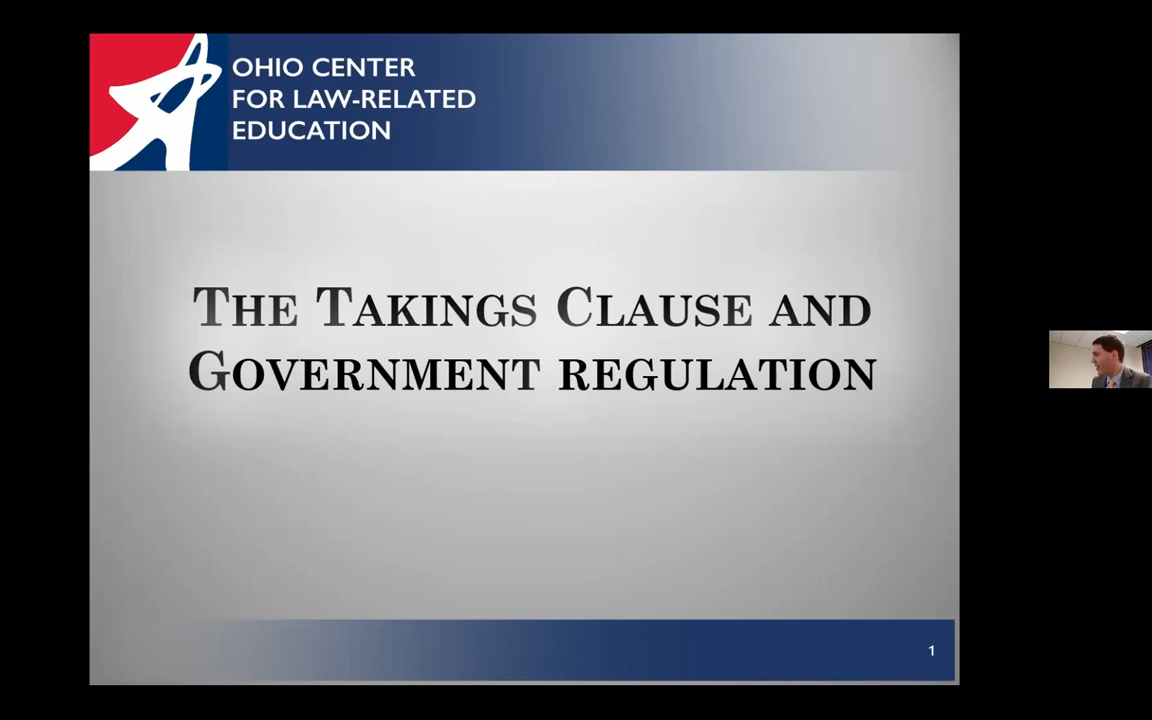 OHIO CENTER
FOR LAW-RELATED
EDUCATION
THE TAKINGS CLAUSE AND
GOVERNMENT REGULATION
1